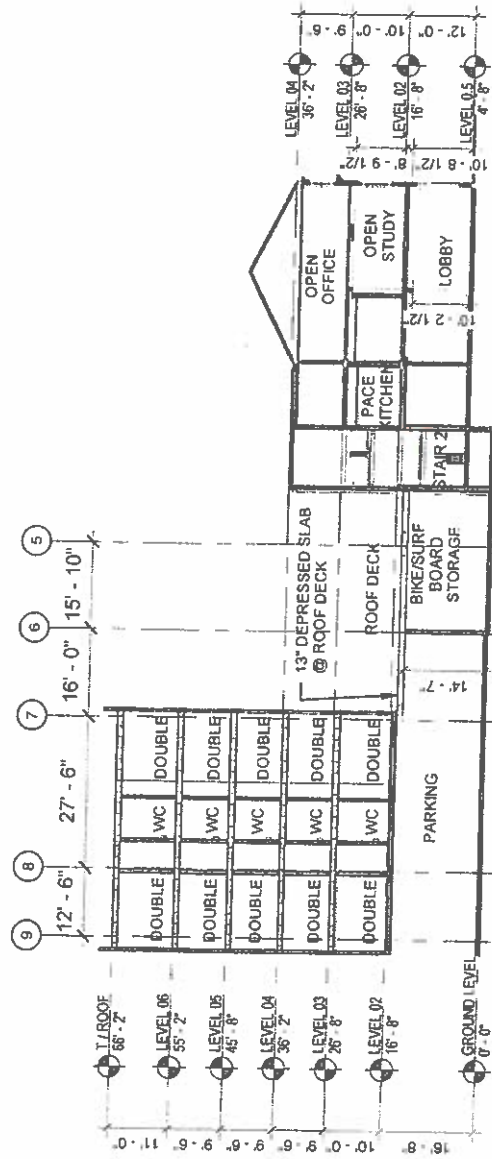 9
8
7
6
5
12' - 6"
27' - 6"
16' - 0"
15' - 10"
T / ROOF
66' - 2"
LEVEL 06
55' - 2"
LEVEL 05
45' - 8"
LEVEL 04
36' - 2"
LEVEL 03
26' - 8"
LEVEL 02
16' - 8"
GROUND LEVEL
0' - 0"
11' - 0"
9' - 6"
9' - 6"
9' - 6"
10' - 0"
16' - 8"
DOUBLE WC DOUBLE
DOUBLE WC DOUBLE
DOUBLE WC DOUBLE
DOUBLE WC DOUBLE
DOUBLE WC DOUBLE
PARKING
14' - 7"
13" DEPRESSED SLAB
@ ROOF DECK
ROOF DECK
BIKE/SURF
BOARD
STORAGE
STAIR 2
PACE
KITCHEN
OPEN
OFFICE
OPEN
STUDY
LOBBY
10' - 2 1/2"
8' - 9 1/2"
10' - 8 1/2"
LEVEL 04
36' - 2"
LEVEL 03
26' - 8"
LEVEL 02
16' - 8"
LEVEL 0.5
4' - 8"
9' - 6"
10' - 0"
12' - 0"